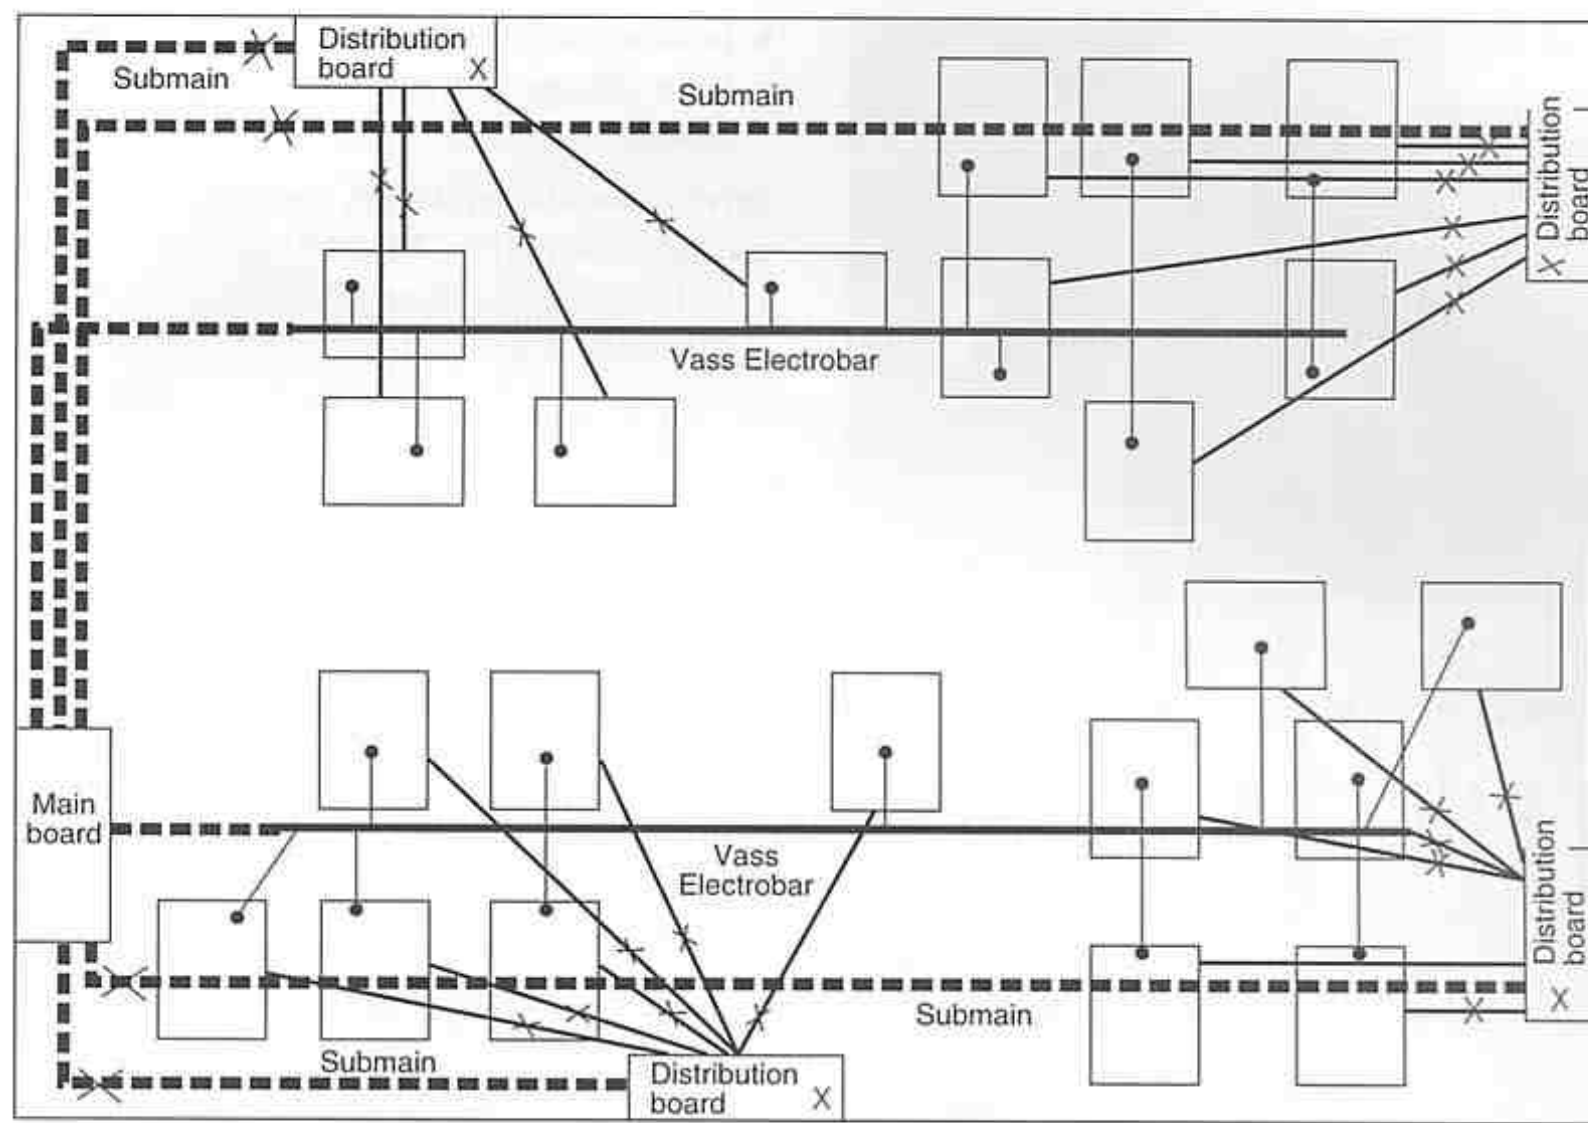 Distribution
board
Submain
Submain
Distribution
board
Vass Electrobar
Main
board
Vass
Electrobar
Distribution
board
Submain
Submain
Distribution
board